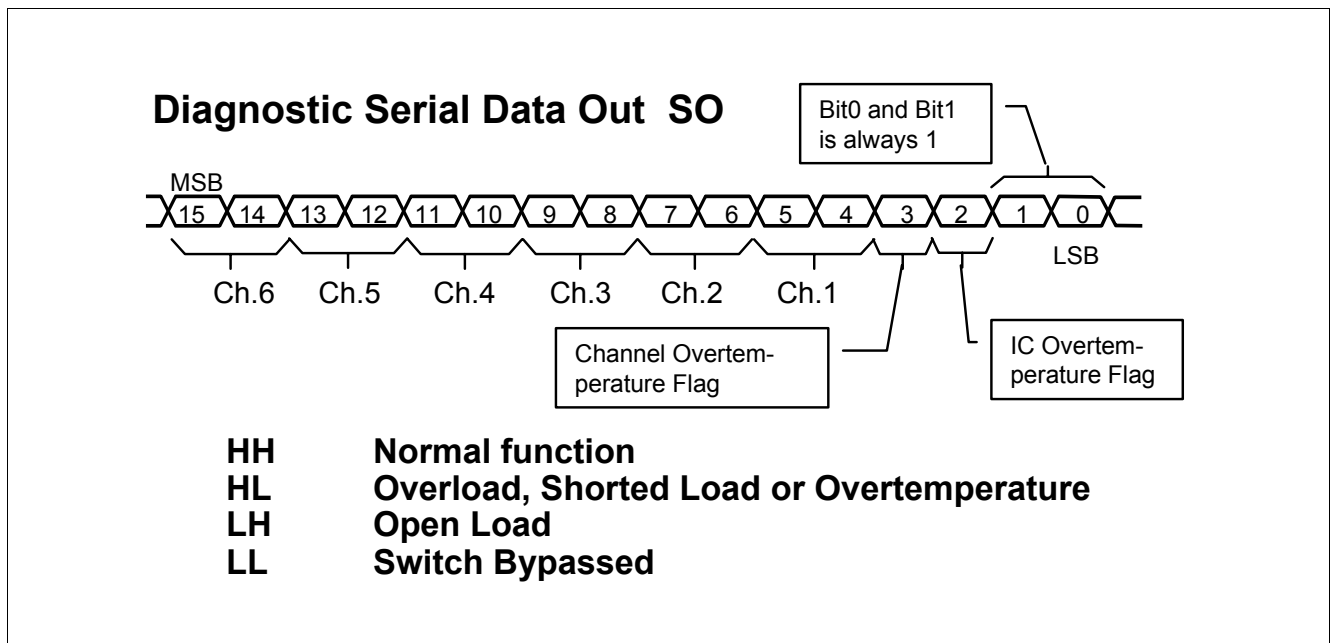 Diagnostic Serial Data Out SO
Bit0 and Bit1
is always 1
MSB
15 14 13 12 11 10 9 8 7 6 5 4 3 2 1 0
LSB
Ch.6 Ch.5 Ch.4 Ch.3 Ch.2 Ch.1
Channel Overtem-
perature Flag
IC Overtem-
perature Flag
HH Normal function
HL Overload, Shorted Load or Overtemperature
LH Open Load
LL Switch Bypassed